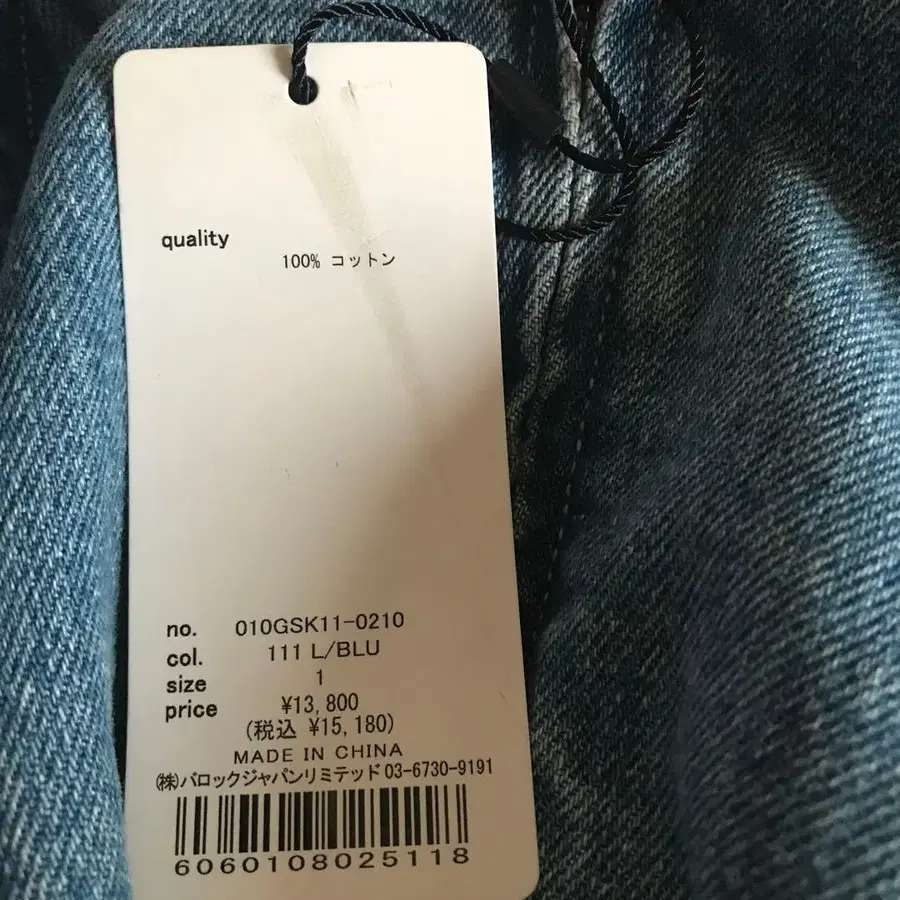 quality
100% コットン
no. 010GSK11-0210
col. 111 L/BLU
size 1
price ¥13,800
(税込 ¥15,180)
MADE IN CHINA
㈱バロックジャパンリミテッド 03-6730-9191
6060108025118